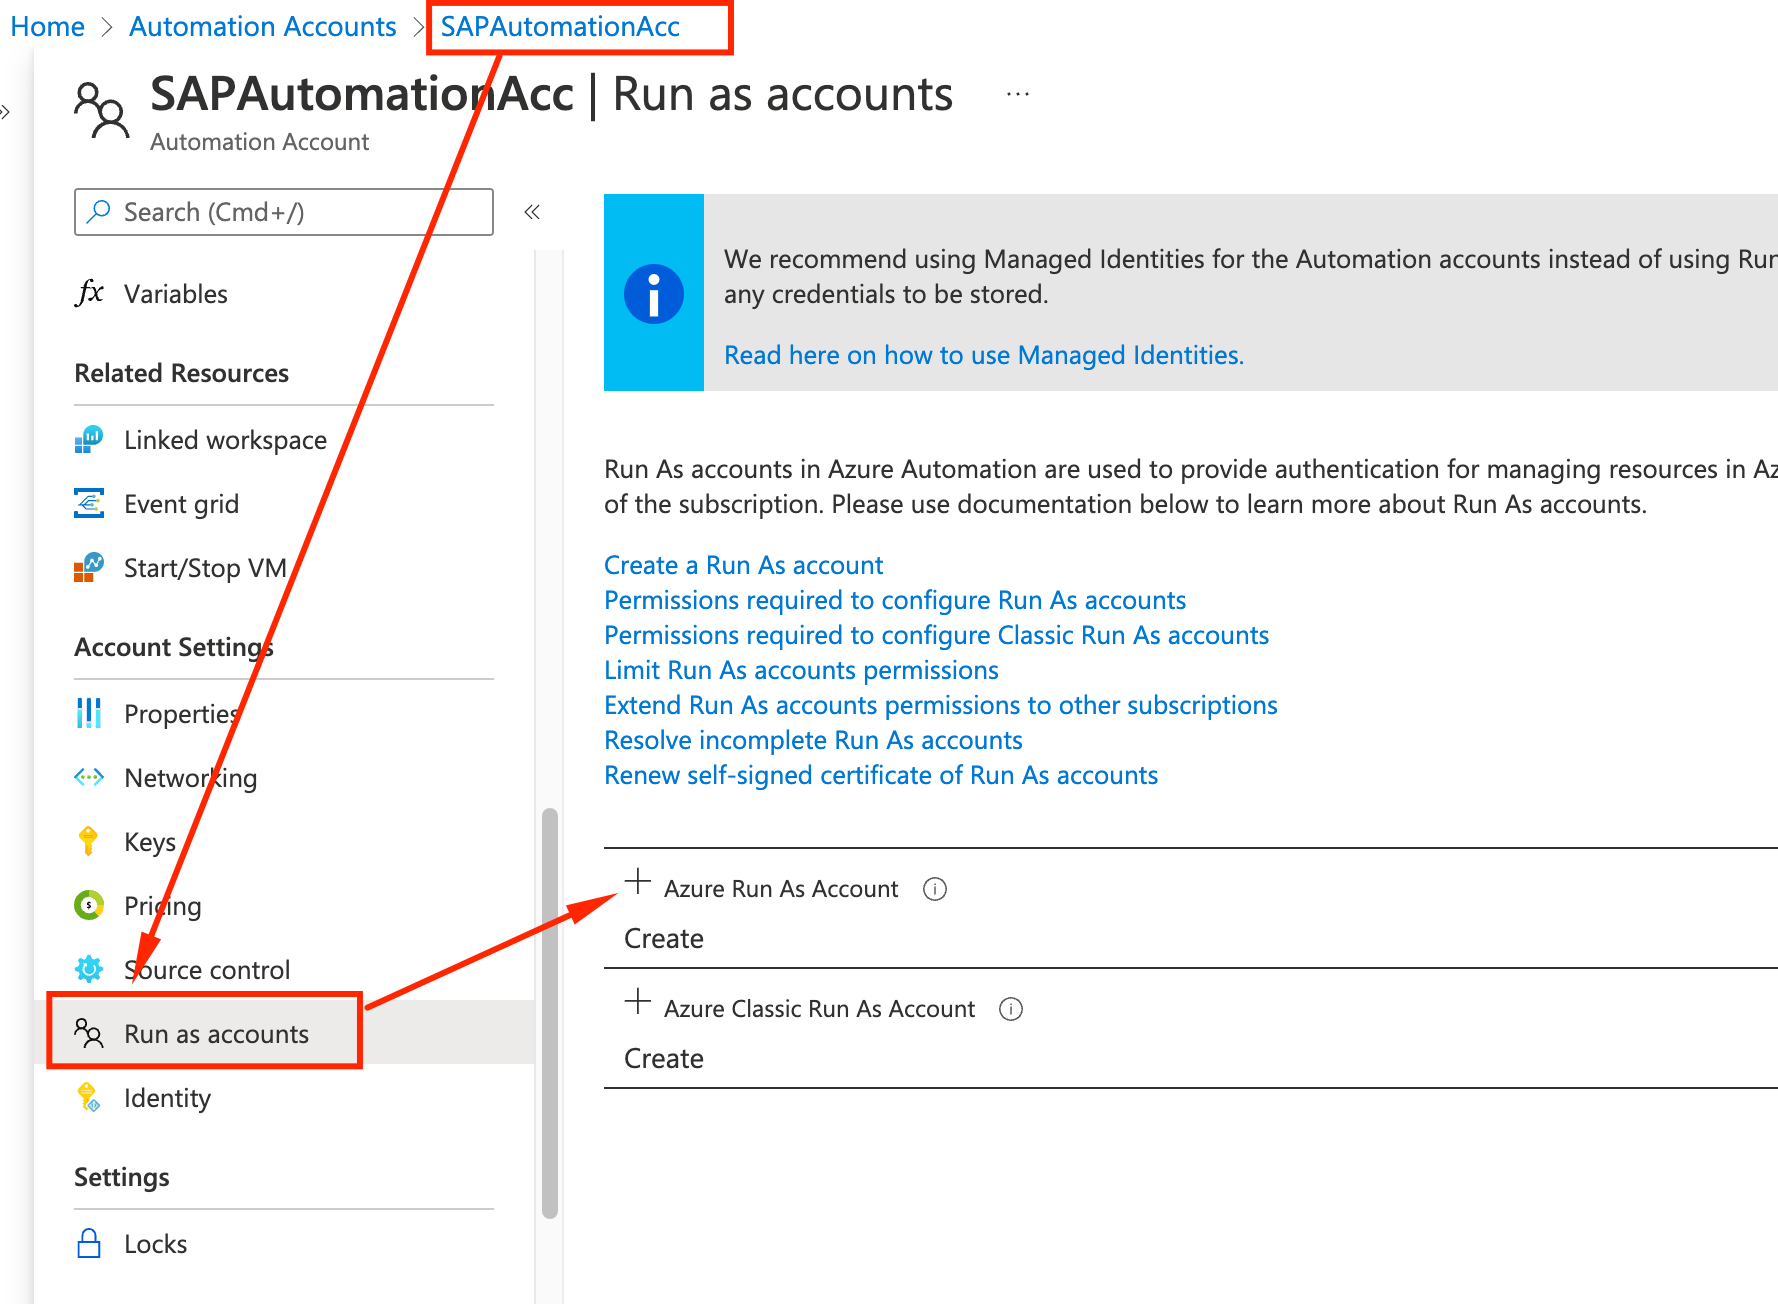 Home > Automation Accounts > SAPAutomationAcc
SAPAutomationAcc | Run as accounts ...
Automation Account
Search (Cmd+/)
«
Variables
Related Resources
Linked workspace
Event grid
Start/Stop VM
Account Settings
Properties
Networking
Keys
Pricing
Source control
Run as accounts
Identity
Settings
Locks
We recommend using Managed Identities for the Automation accounts instead of using Run
any credentials to be stored.
Read here on how to use Managed Identities.
Run As accounts in Azure Automation are used to provide authentication for managing resources in Az
of the subscription. Please use documentation below to learn more about Run As accounts.
Create a Run As account
Permissions required to configure Run As accounts
Permissions required to configure Classic Run As accounts
Limit Run As accounts permissions
Extend Run As accounts permissions to other subscriptions
Resolve incomplete Run As accounts
Renew self-signed certificate of Run As accounts
Azure Run As Account
Create
Azure Classic Run As Account
Create